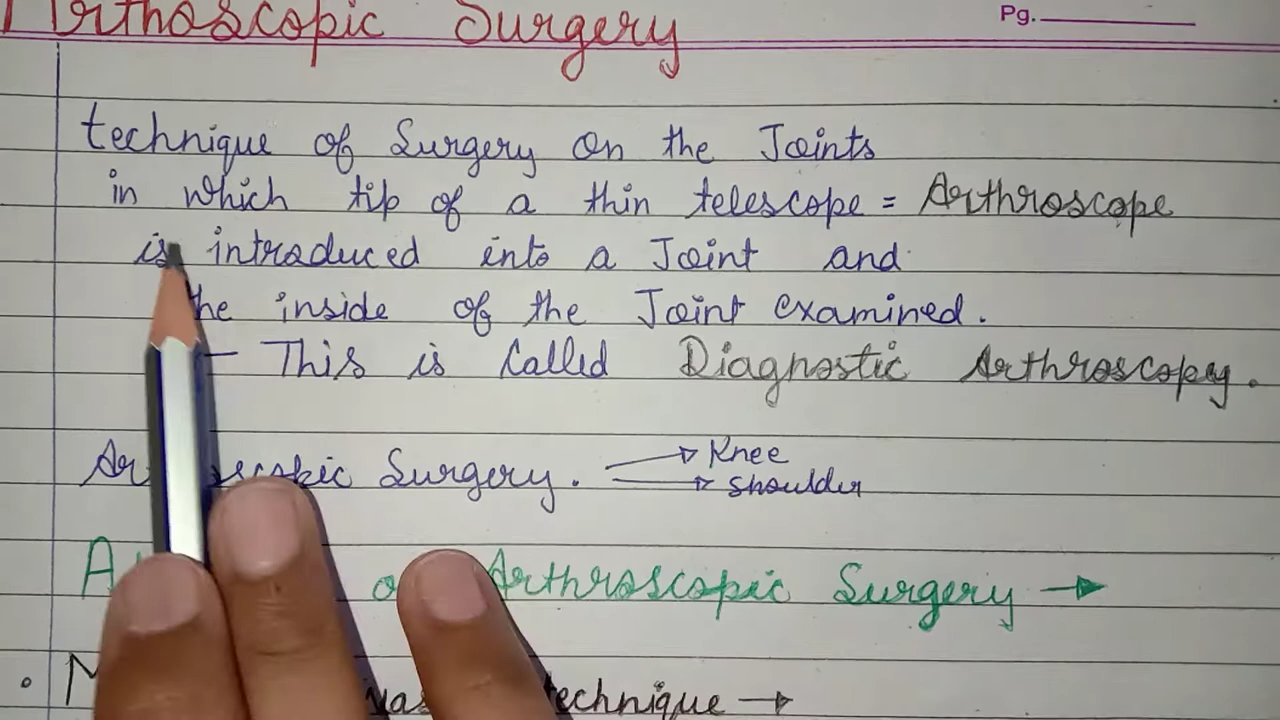 Arthoscopic Surgery
Pg.
technique of Surgery on the Joints
in which tip of a thin telescope = Arthroscope
is introduced into a Joint and
the inside of the Joint examined.
— This is Called Diagnostic Arthroscopy.
Surgery. → Knee
→ Shoulder
Arthroscopic Surgery →
technique →